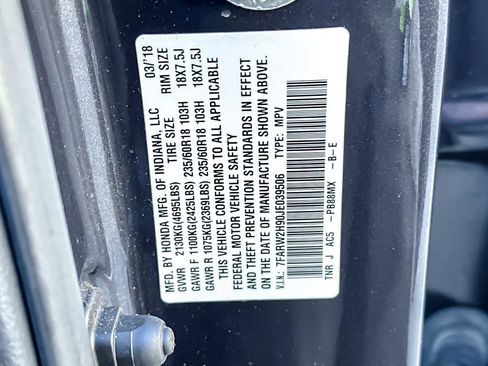 MFD. BY HONDA MFG. OF INDIANA, LLC 03/'18
TIRE SIZE RIM SIZE
GVWR 2130KG(4695LBS)
GAWR F 1100KG(2425LBS) 235/60R18 103H 18X7.5J
GAWR R 1075KG(2369LBS) 235/60R18 103H 18X7.5J
THIS VEHICLE CONFORMS TO ALL APPLICABLE
FEDERAL MOTOR VEHICLE SAFETY
AND THEFT PREVENTION STANDARDS IN EFFECT
ON THE DATE OF MANUFACTURE SHOWN ABOVE.
V.I.N.: 7FARW2H90JE039506 TYPE: MPV
TNR J AC5 -PB88MX -B-E